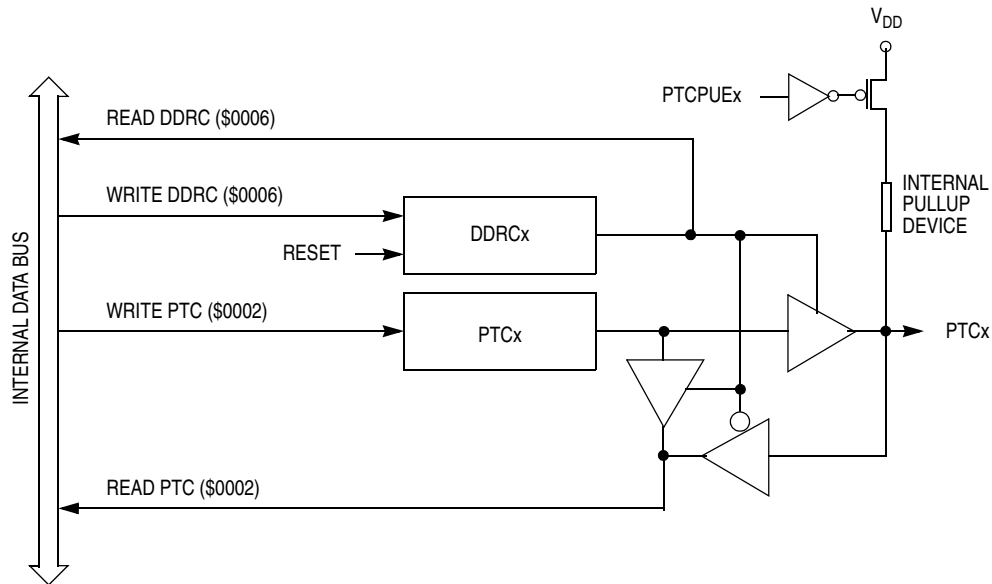 V_DD
PTCPUEx
READ DDRC ($0006)
WRITE DDRC ($0006)
INTERNAL
PULLUP
DEVICE
DDRCx
RESET
WRITE PTC ($0002)
PTCx
PTCx
READ PTC ($0002)
INTERNAL DATA BUS